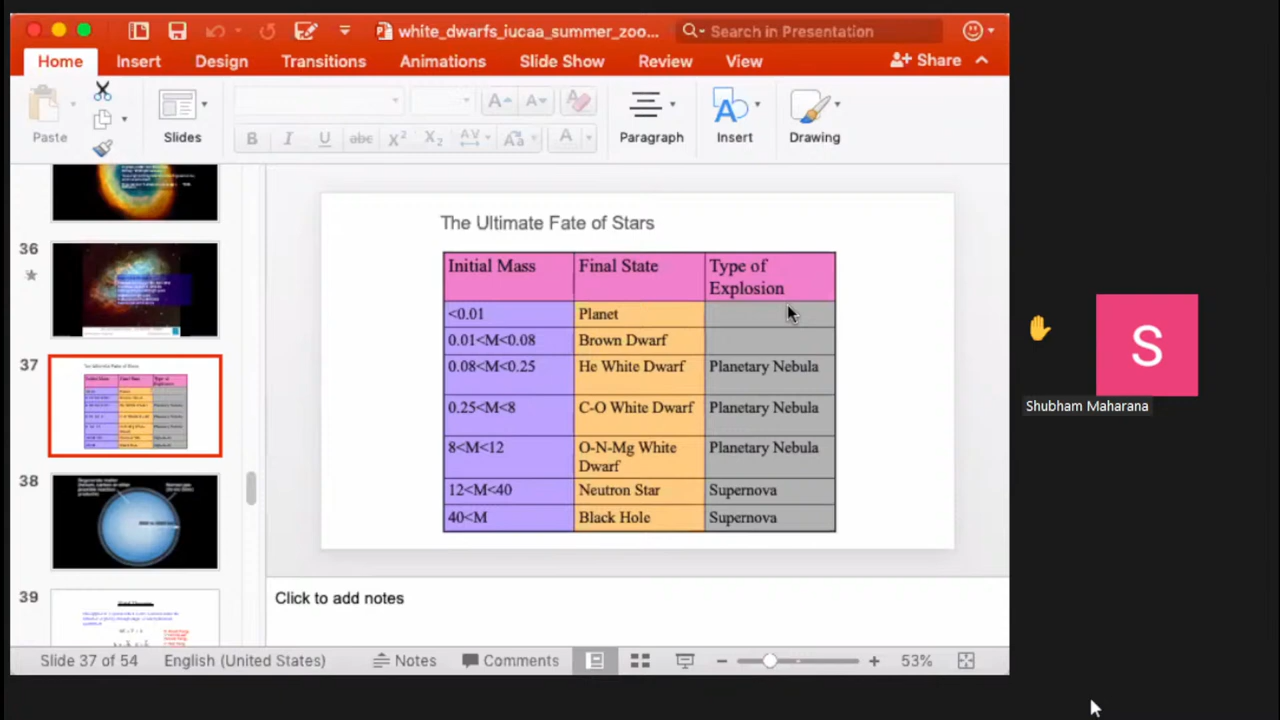 white_dwarfs_iucaa_summer_zoo...
Search in Presentation
Home Insert Design Transitions Animations Slide Show Review View Share
Paste Slides Paragraph Insert Drawing
36
37
38
39
The Ultimate Fate of Stars
Initial Mass Final State Type of
Explosion
<0.01 Planet
0.01<M<0.08 Brown Dwarf
0.08<M<0.25 He White Dwarf Planetary Nebula
0.25<M<8 C-O White Dwarf Planetary Nebula
8<M<12 O-N-Mg White Planetary Nebula
Dwarf
12<M<40 Neutron Star Supernova
40<M Black Hole Supernova
Click to add notes
Slide 37 of 54 English (United States) Notes Comments 53%
S
Shubham Maharana